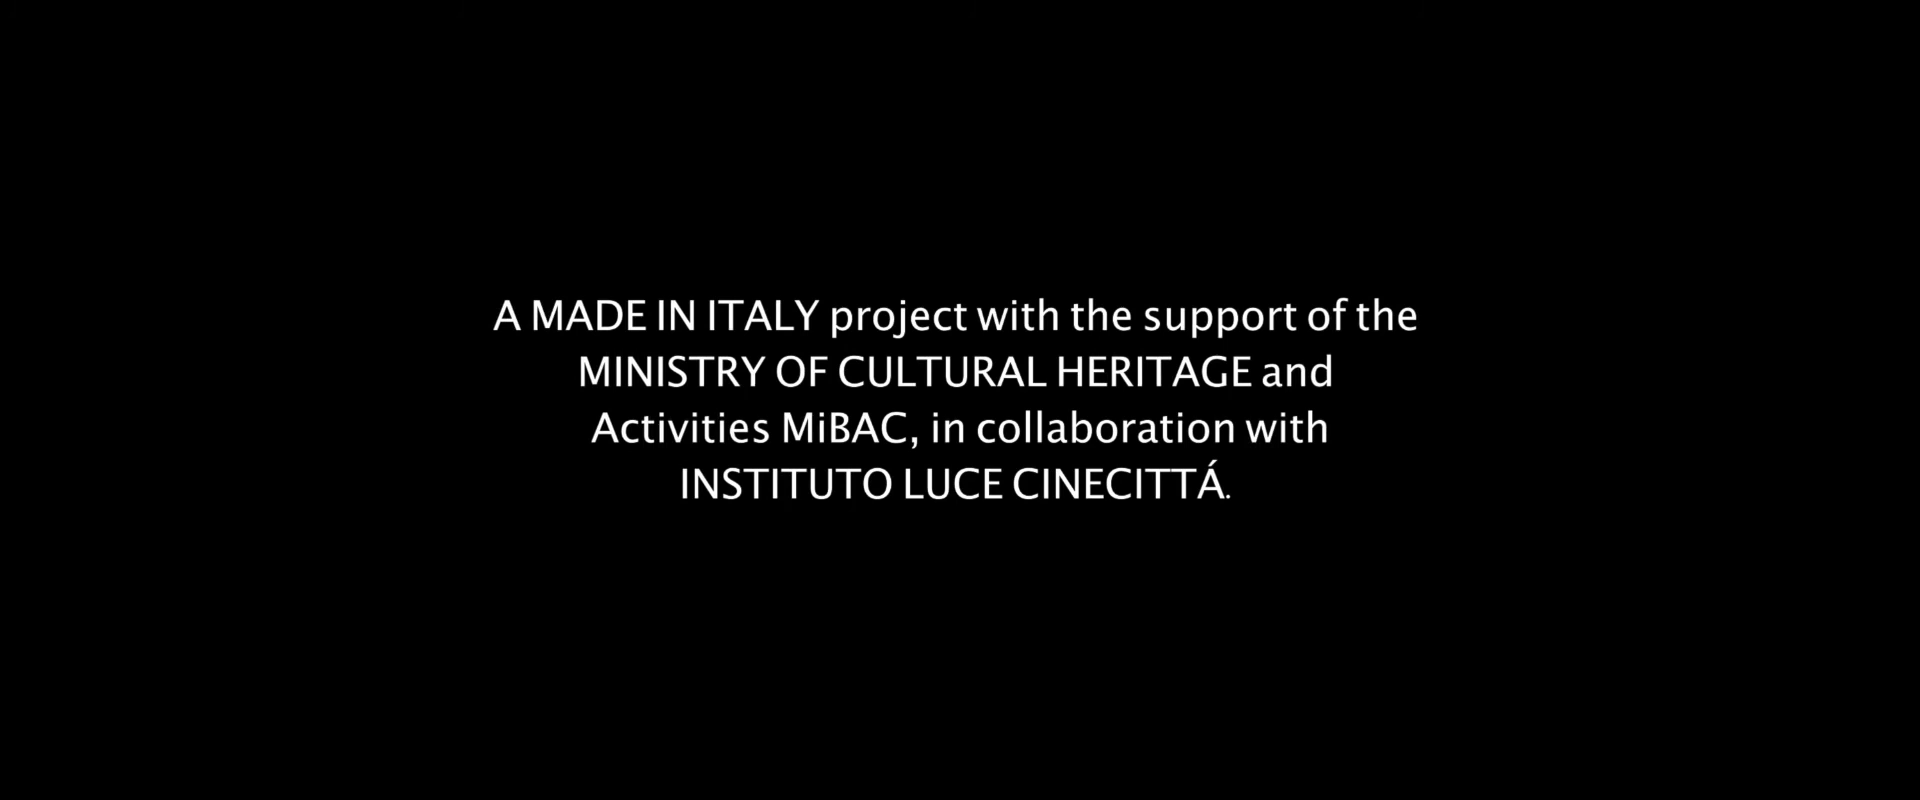 A MADE IN ITALY project with the support of the
MINISTRY OF CULTURAL HERITAGE and
Activities MiBAC, in collaboration with
INSTITUTO LUCE CINECITTÁ.